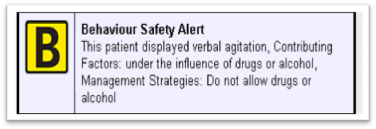 B
Behaviour Safety Alert
This patient displayed verbal agitation, Contributing
Factors: under the influence of drugs or alcohol,
Management Strategies: Do not allow drugs or
alcohol